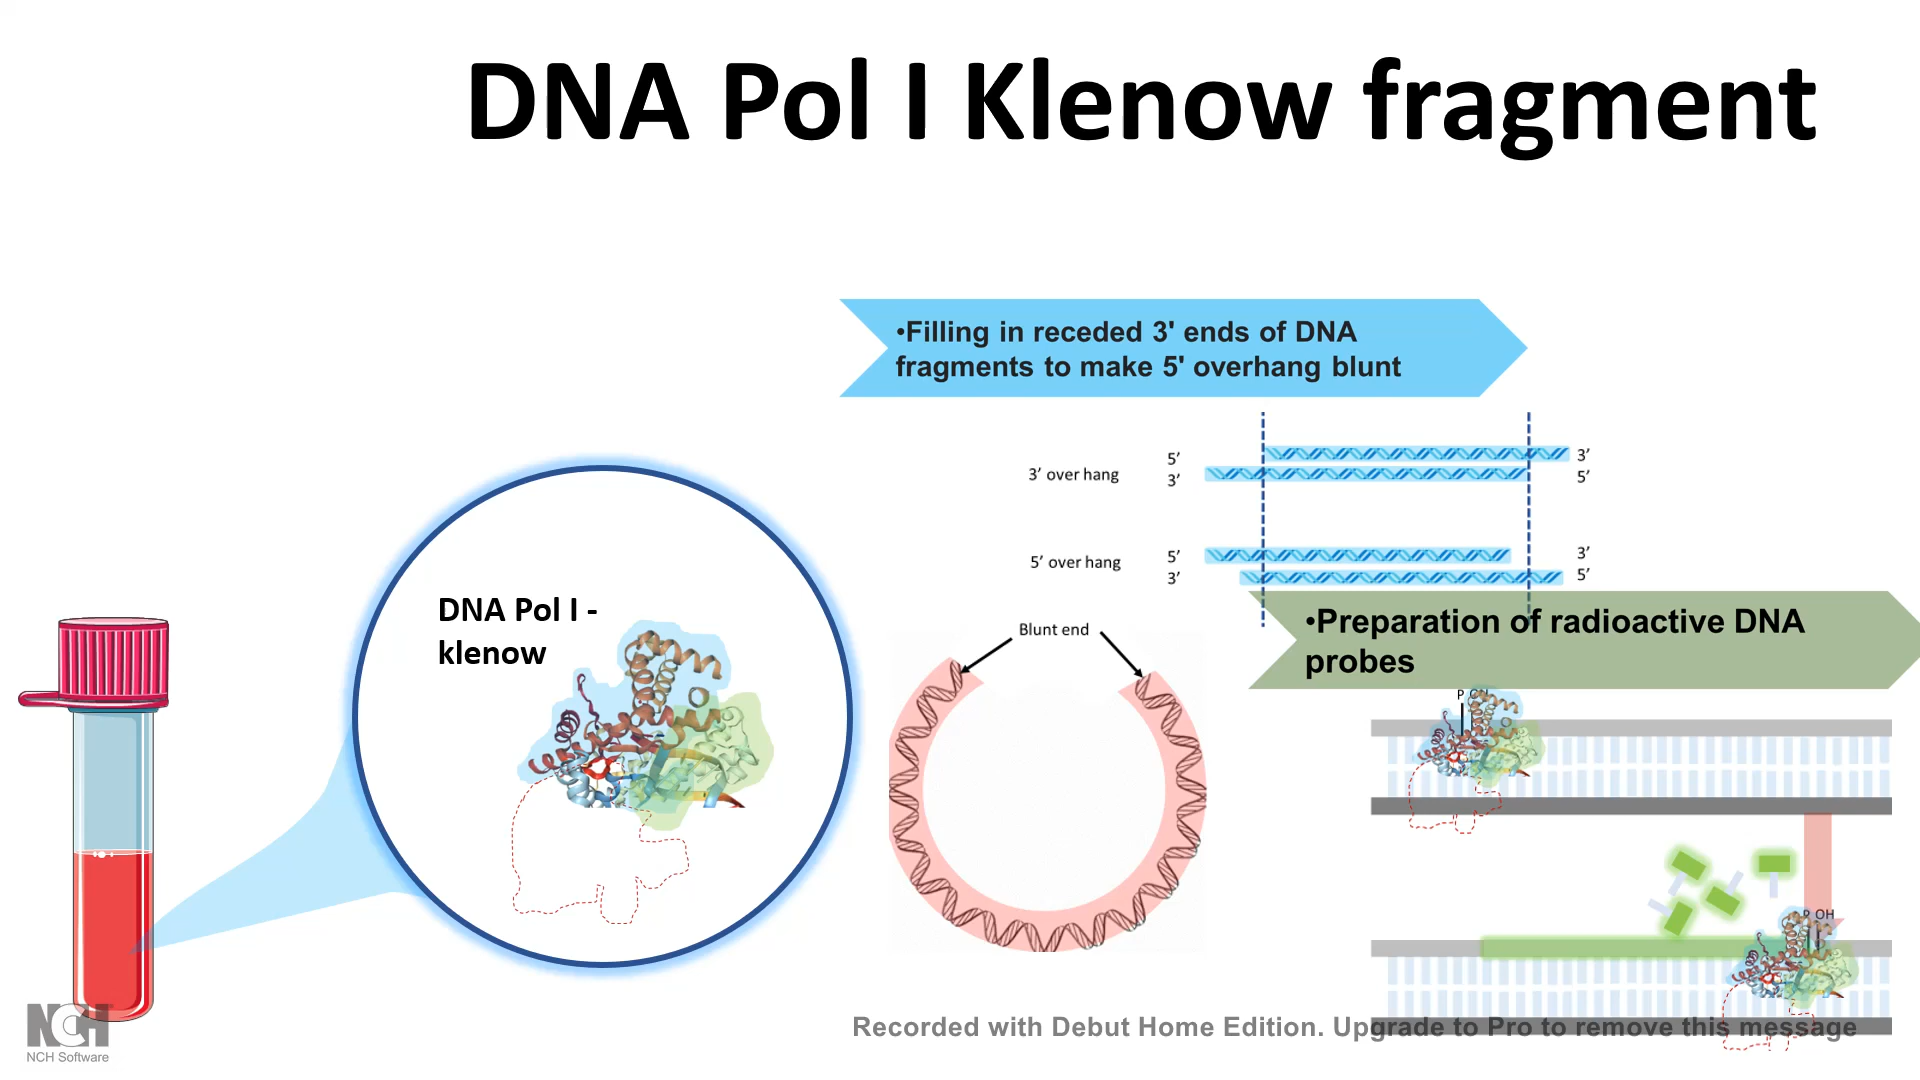 DNA Pol I Klenow fragment
•Filling in receded 3' ends of DNA
fragments to make 5' overhang blunt
3’ over hang
5’
3’
3’
5’
5’ over hang
5’
3’
3’
5’
DNA Pol I -
klenow
Blunt end
•Preparation of radioactive DNA
probes
P OH
P OH
NCH
NCH Software
Recorded with Debut Home Edition. Upgrade to Pro to remove this message